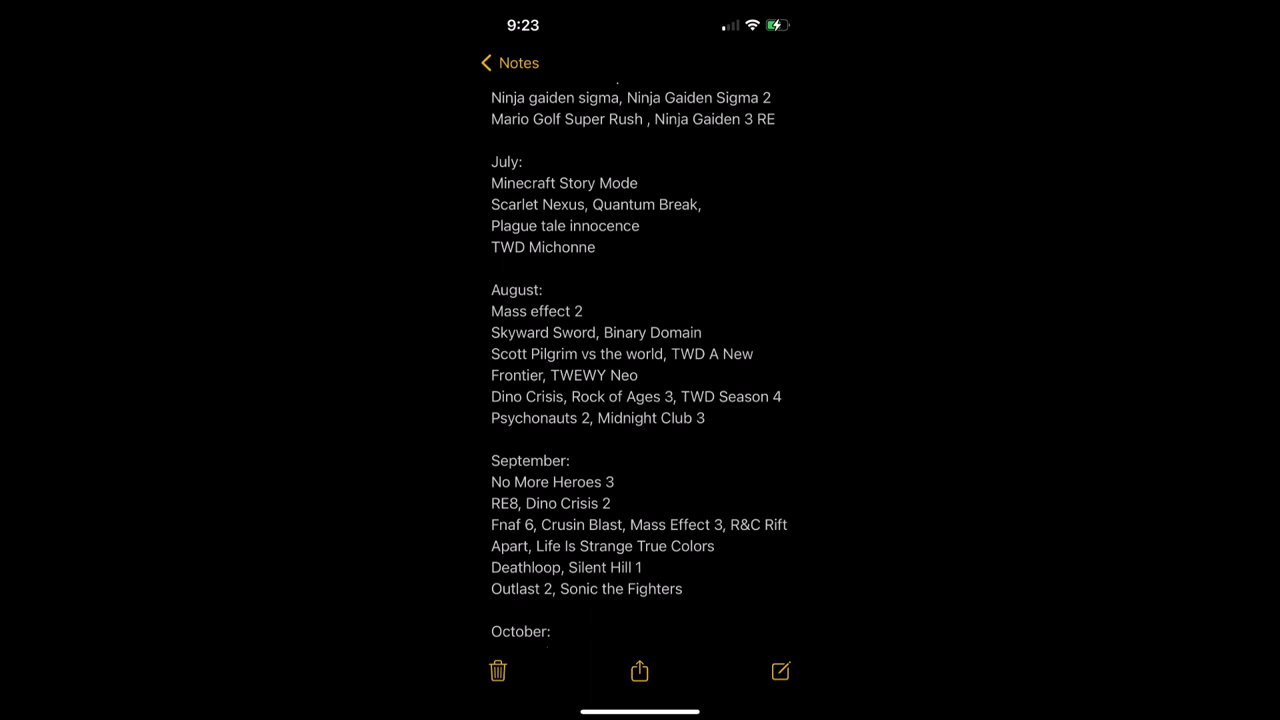 9:23
Notes
Ninja gaiden sigma, Ninja Gaiden Sigma 2
Mario Golf Super Rush , Ninja Gaiden 3 RE
July:
Minecraft Story Mode
Scarlet Nexus, Quantum Break,
Plague tale innocence
TWD Michonne
August:
Mass effect 2
Skyward Sword, Binary Domain
Scott Pilgrim vs the world, TWD A New
Frontier, TWEWY Neo
Dino Crisis, Rock of Ages 3, TWD Season 4
Psychonauts 2, Midnight Club 3
September:
No More Heroes 3
RE8, Dino Crisis 2
Fnaf 6, Crusin Blast, Mass Effect 3, R&C Rift
Apart, Life Is Strange True Colors
Deathloop, Silent Hill 1
Outlast 2, Sonic the Fighters
October: